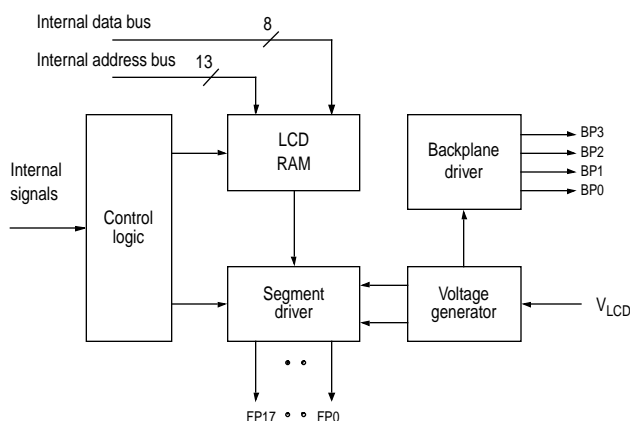 Internal data bus
8
Internal address bus
13
LCD
RAM
Backplane
driver
BP3
BP2
BP1
BP0
Internal
signals
Control
logic
Segment
driver
Voltage
generator
VLCD
FP17
FP0